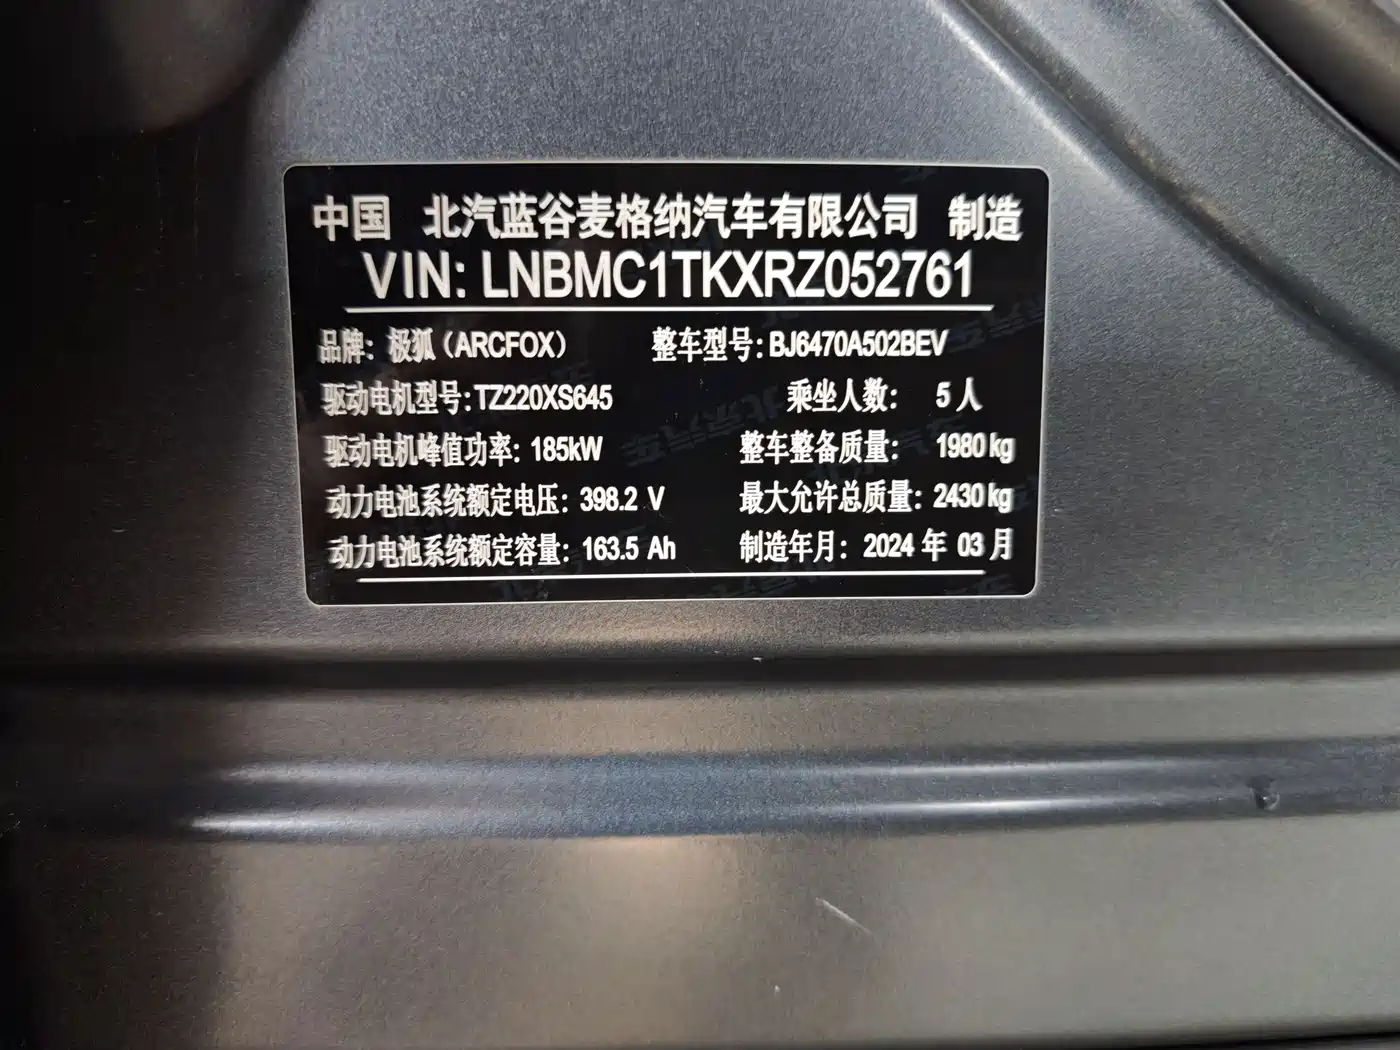 中国 北汽蓝谷麦格纳汽车有限公司 制造
VIN: LNBMC1TKXRZ052761
品牌: 极狐（ARCFOX） 整车型号: BJ6470A502BEV
驱动电机型号: TZ220XS645 乘坐人数: 5 人
驱动电机峰值功率: 185kW 整车整备质量: 1980 kg
动力电池系统额定电压: 398.2 V 最大允许总质量: 2430 kg
动力电池系统额定容量: 163.5 Ah 制造年月: 2024 年 03 月